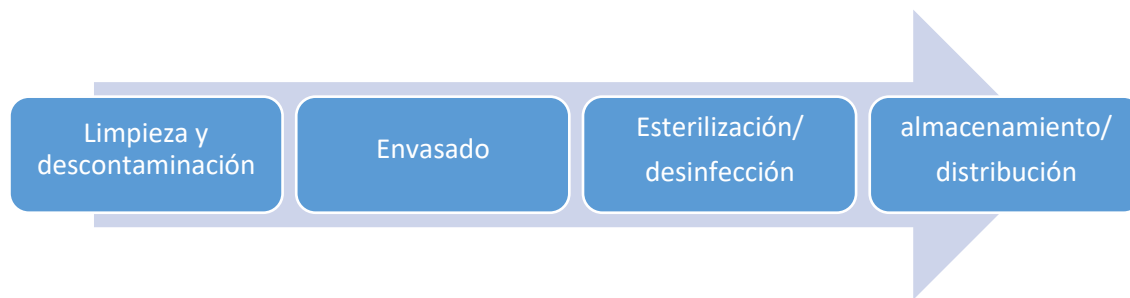 Limpieza y
descontaminación
Envasado
Esterilización/
desinfección
almacenamiento/
distribución